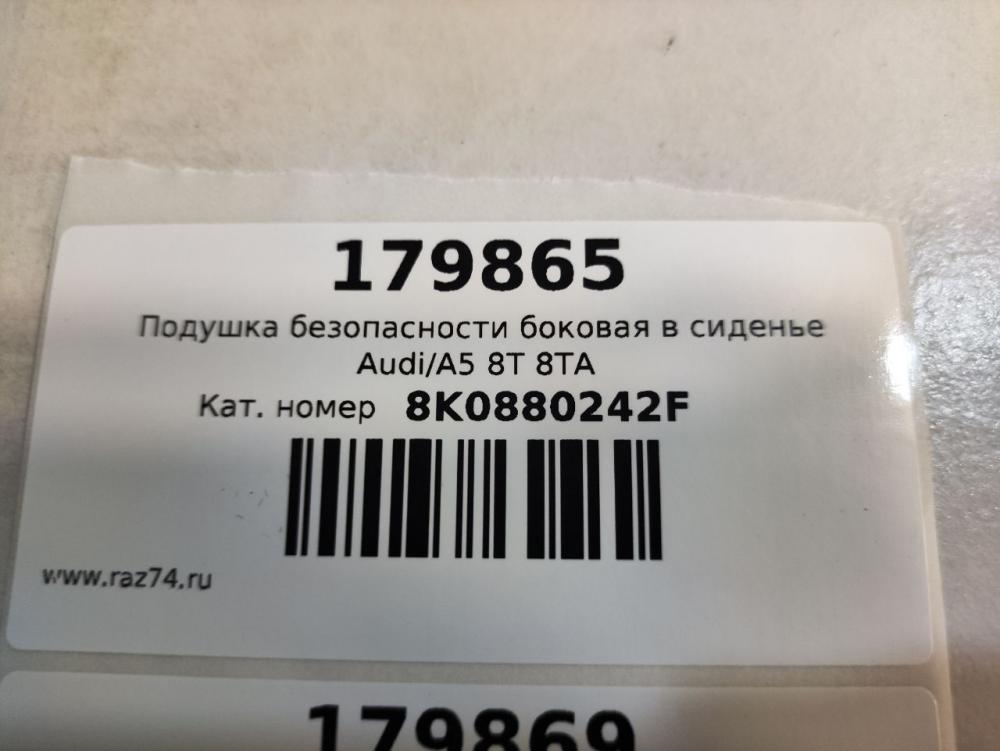 179865
Подушка безопасности боковая в сиденье
Audi/A5 8T 8TA
Кат. номер 8K0880242F
www.raz74.ru
179869